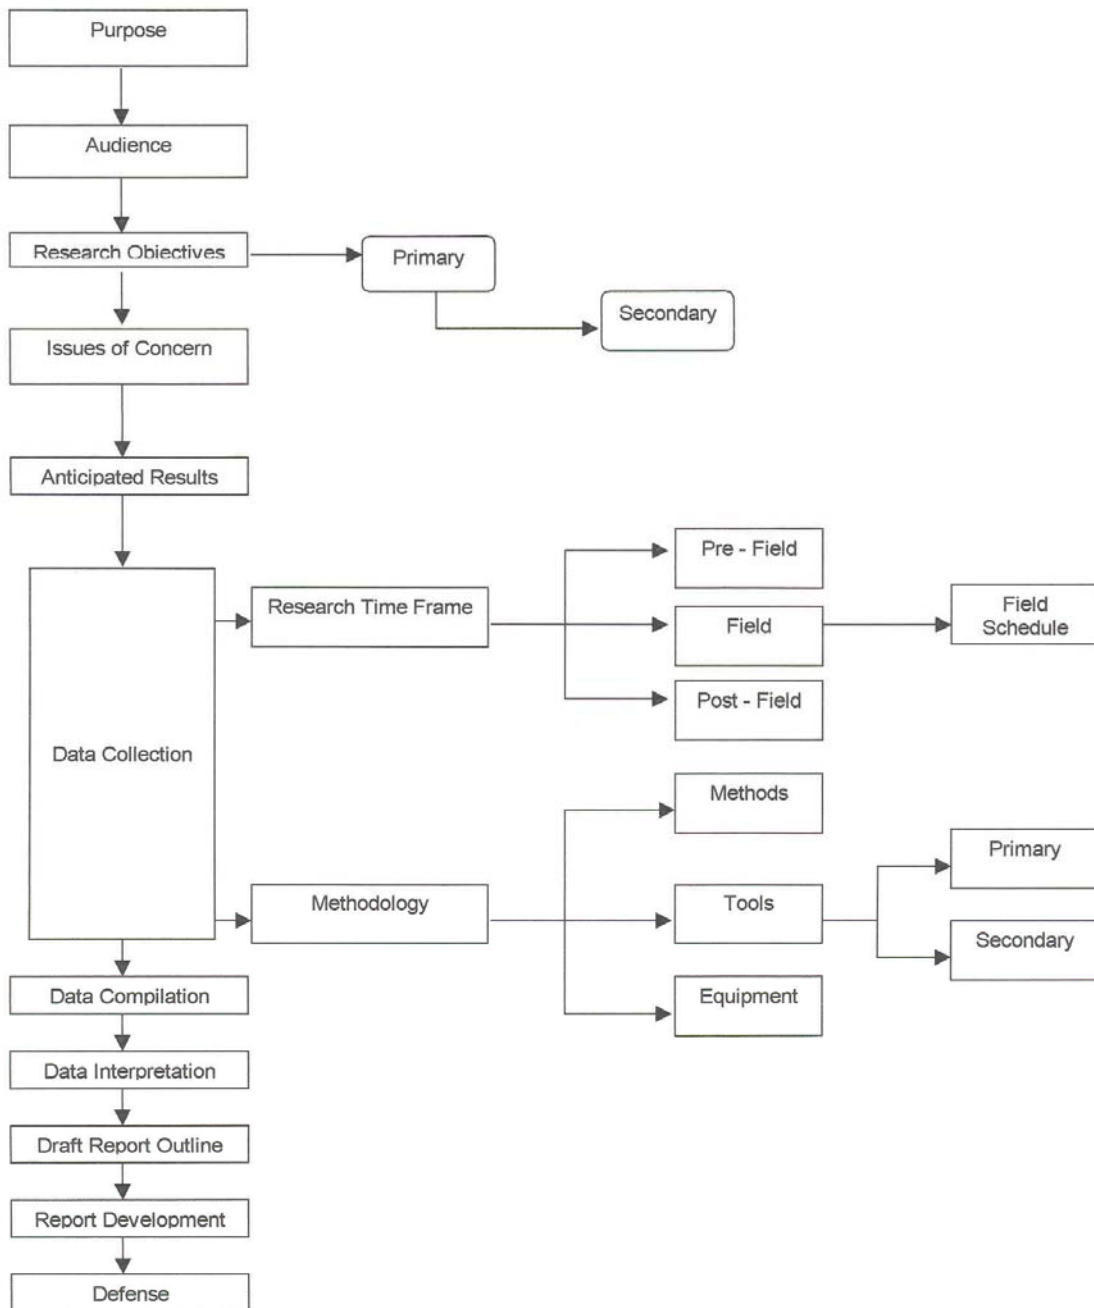 Purpose
Audience
Research Objectives
Primary
Secondary
Issues of Concern
Anticipated Results
Data Collection
Research Time Frame
Pre - Field
Field
Post - Field
Field
Schedule
Methodology
Methods
Tools
Equipment
Primary
Secondary
Data Compilation
Data Interpretation
Draft Report Outline
Report Development
Defense